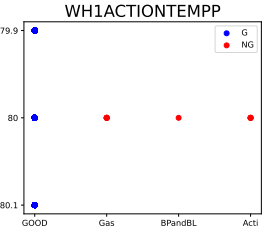 WH1ACTIONTEMPP
G
NG
79.9
80
80.1
GOOD Gas BPandBL Acti